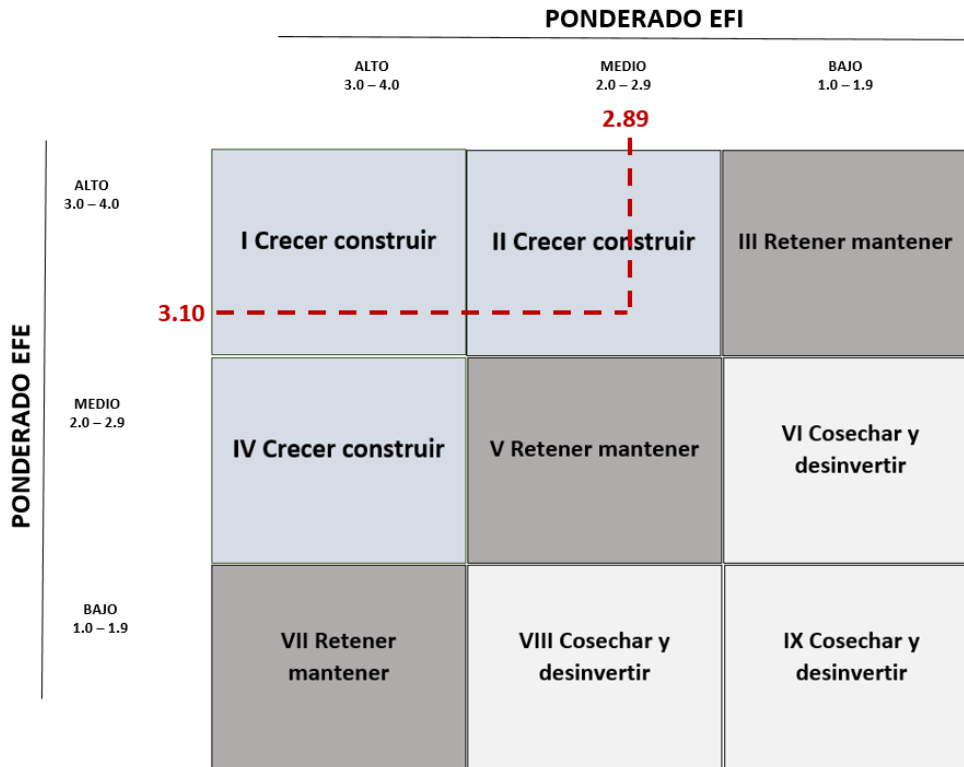 PONDERADO EFI
ALTO
3.0 – 4.0
MEDIO
2.0 – 2.9
BAJO
1.0 – 1.9
2.89
PONDERADO EFE
ALTO
3.0 – 4.0
I Crecer construir
II Crecer construir
III Retener mantener
3.10
MEDIO
2.0 – 2.9
IV Crecer construir
V Retener mantener
VI Cosechar y
desinvertir
BAJO
1.0 – 1.9
VII Retener
mantener
VIII Cosechar y
desinvertir
IX Cosechar y
desinvertir